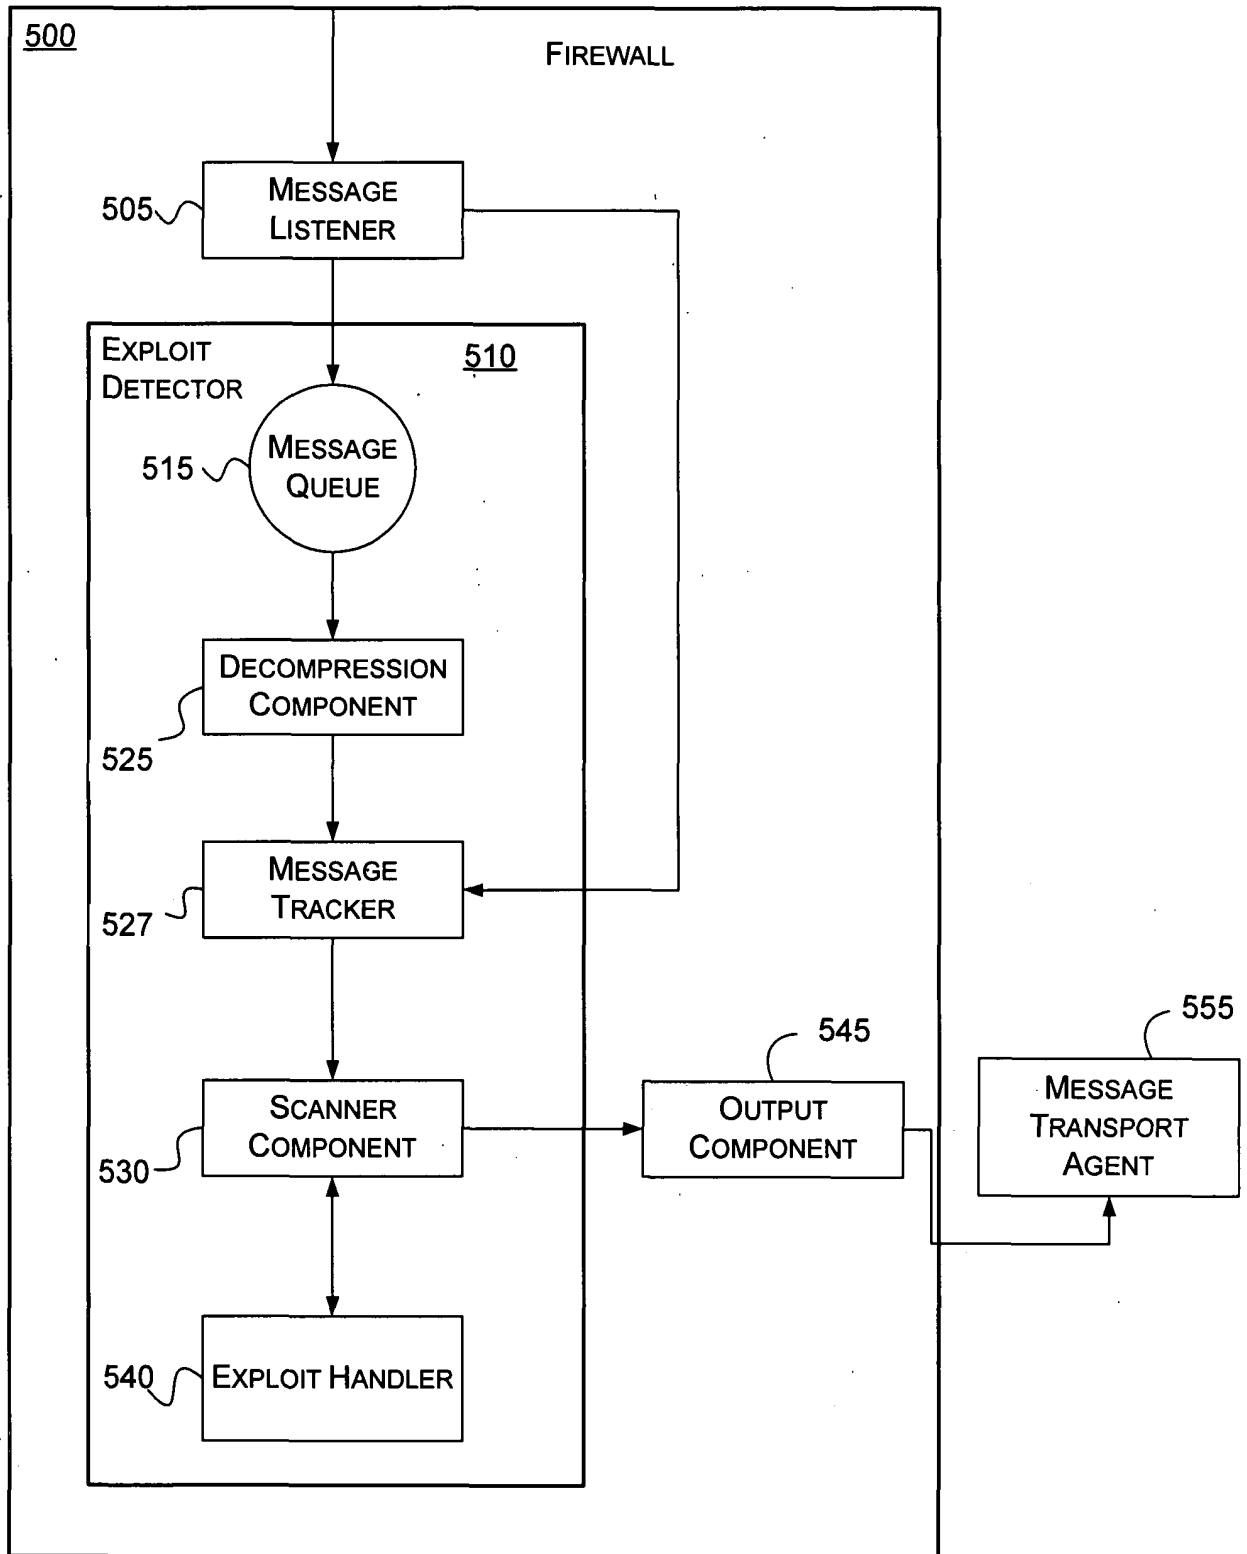 500
FIREWALL
MESSAGE
LISTENER
505
EXPLOIT
DETECTOR
510
MESSAGE
QUEUE
515
DECOMPRESSION
COMPONENT
525
MESSAGE
TRACKER
527
SCANNER
COMPONENT
530
545
OUTPUT
COMPONENT
555
MESSAGE
TRANSPORT
AGENT
540
EXPLOIT HANDLER